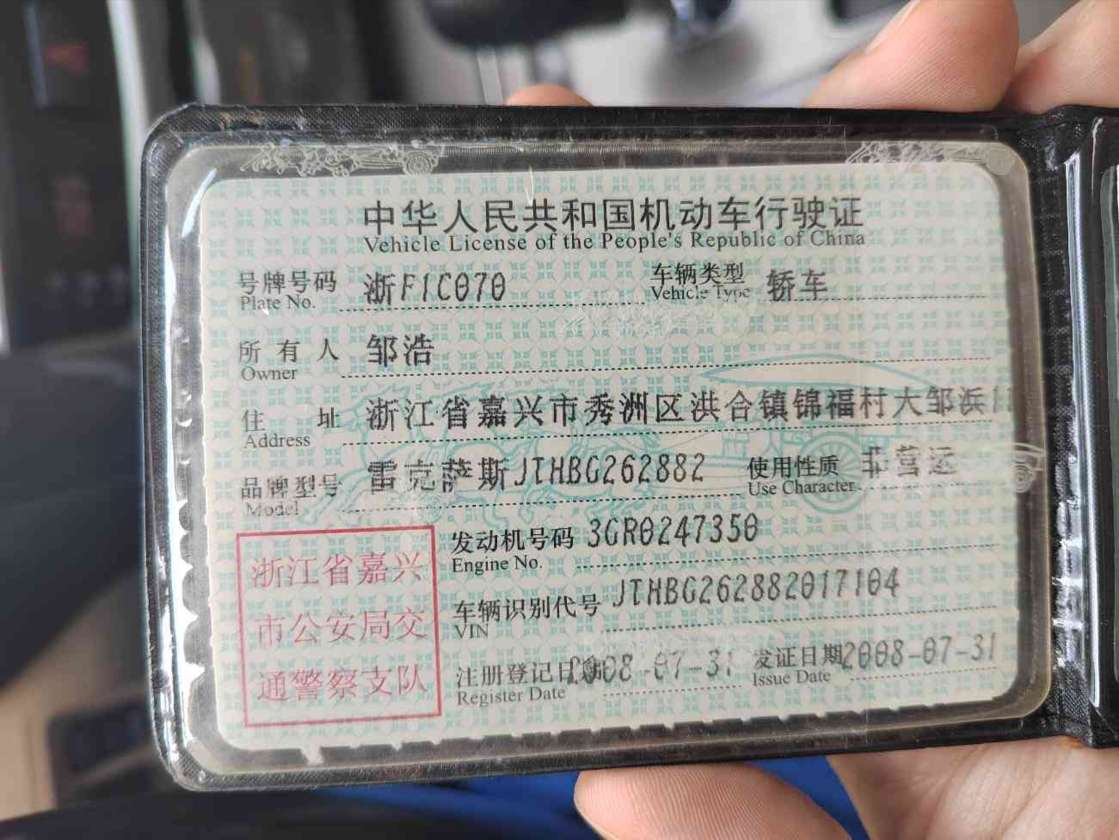 中华人民共和国机动车行驶证
Vehicle License of the People's Republic of China
号牌号码 浙F1C070 车辆类型 轿车
Plate No. Vehicle Type
所有人 邹浩
Owner
住址 浙江省嘉兴市秀洲区洪合镇锦福村大邹浜
Address
品牌型号 雷克萨斯JTHBG262882 使用性质 非营运
Model Use Character
发动机号码 3GR0247350
Engine No.
车辆识别代号 JTHBG262882017104
VIN
注册登记日期 2008-07-31 发证日期 2008-07-31
Register Date Issue Date
浙江省嘉兴
市公安局交
通警察支队